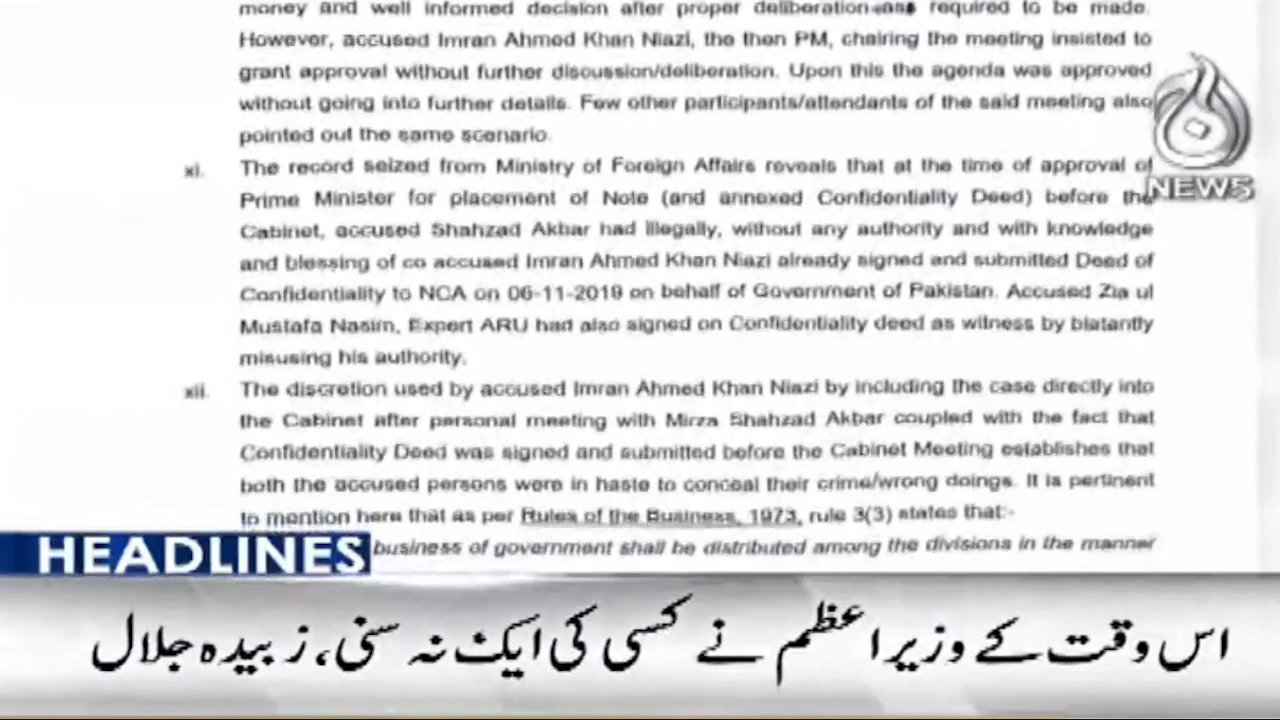 money and well informed decision after proper deliberation was required to be made.
However, accused Imran Ahmed Khan Niazi, the then PM, chairing the meeting insisted to
grant approval without further discussion/deliberation. Upon this the agenda was approved
without going into further details. Few other participants/attendants of the said meeting also
pointed out the same scenario.
xi. The record seized from Ministry of Foreign Affairs reveals that at the time of approval of
Prime Minister for placement of Note (and annexed Confidentiality Deed) before the
Cabinet, accused Shahzad Akbar had illegally, without any authority and with knowledge
and blessing of co accused Imran Ahmed Khan Niazi already signed and submitted Deed of
Confidentiality to NCA on 06-11-2019 on behalf of Government of Pakistan. Accused Zia ul
Mustafa Nasim, Expert ARU had also signed on Confidentiality deed as witness by blatantly
misusing his authority.
xii. The discretion used by accused Imran Ahmed Khan Niazi by including the case directly into
the Cabinet after personal meeting with Mirza Shahzad Akbar coupled with the fact that
Confidentiality Deed was signed and submitted before the Cabinet Meeting establishes that
both the accused persons were in haste to conceal their crime/wrong doings. It is pertinent
to mention here that as per Rules of the Business, 1973, rule 3(3) states that:-
business of government shall be distributed among the divisions in the manner
NEWS
HEADLINES
اس وقت کے وزیراعظم نے کسی کی ایک نہ سنی، زبیدہ جلال